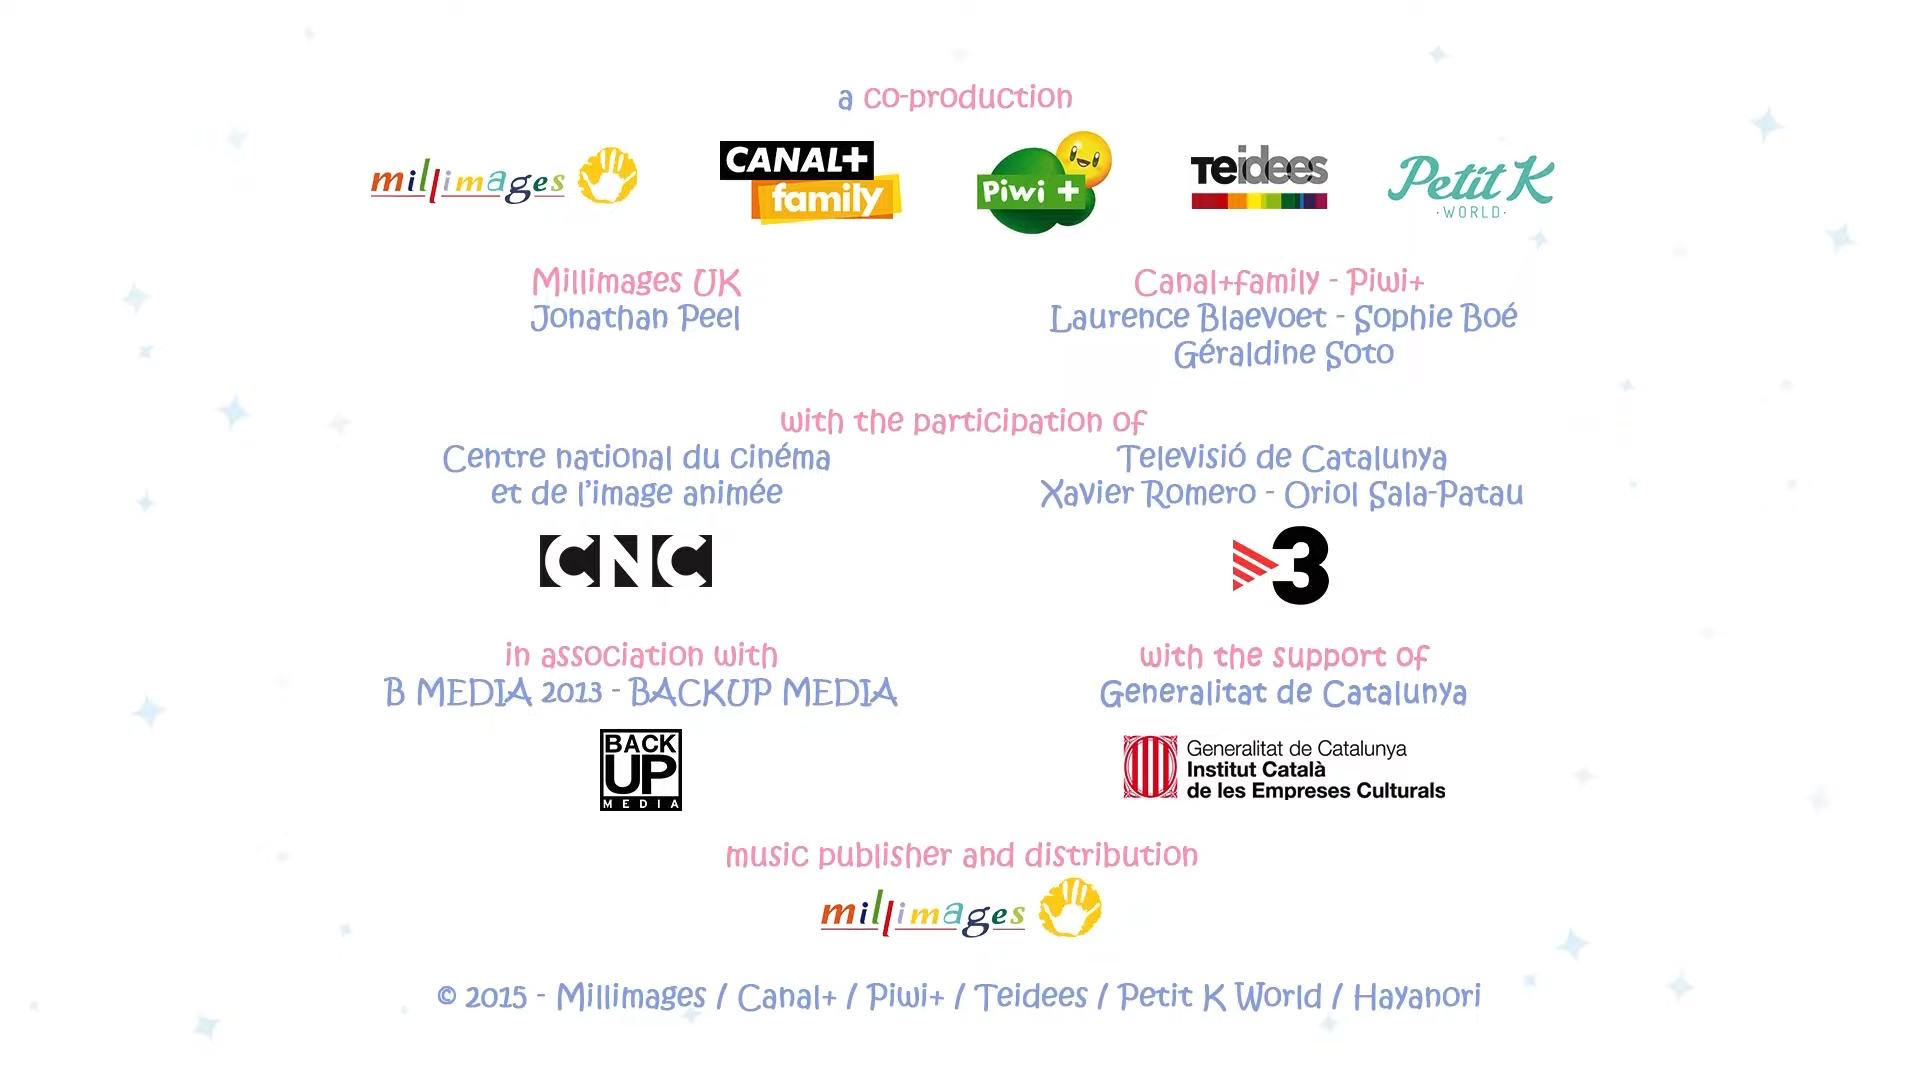 a co-production
millimages
CANAL+
family
Piwi +
Teidees
Petit K
·WORLD·
Millimages UK
Jonathan Peel
Canal+family - Piwi+
Laurence Blaevoet - Sophie Boé
Géraldine Soto
with the participation of
Centre national du cinéma
et de l'image animée
CNC
Televisió de Catalunya
Xavier Romero - Oriol Sala-Patau
3
in association with
B MEDIA 2013 - BACKUP MEDIA
BACK
UP
MEDIA
with the support of
Generalitat de Catalunya
Generalitat de Catalunya
Institut Català
de les Empreses Culturals
music publisher and distribution
millimages
© 2015 - Millimages / Canal+ / Piwi+ / Teidees / Petit K World / Hayanori